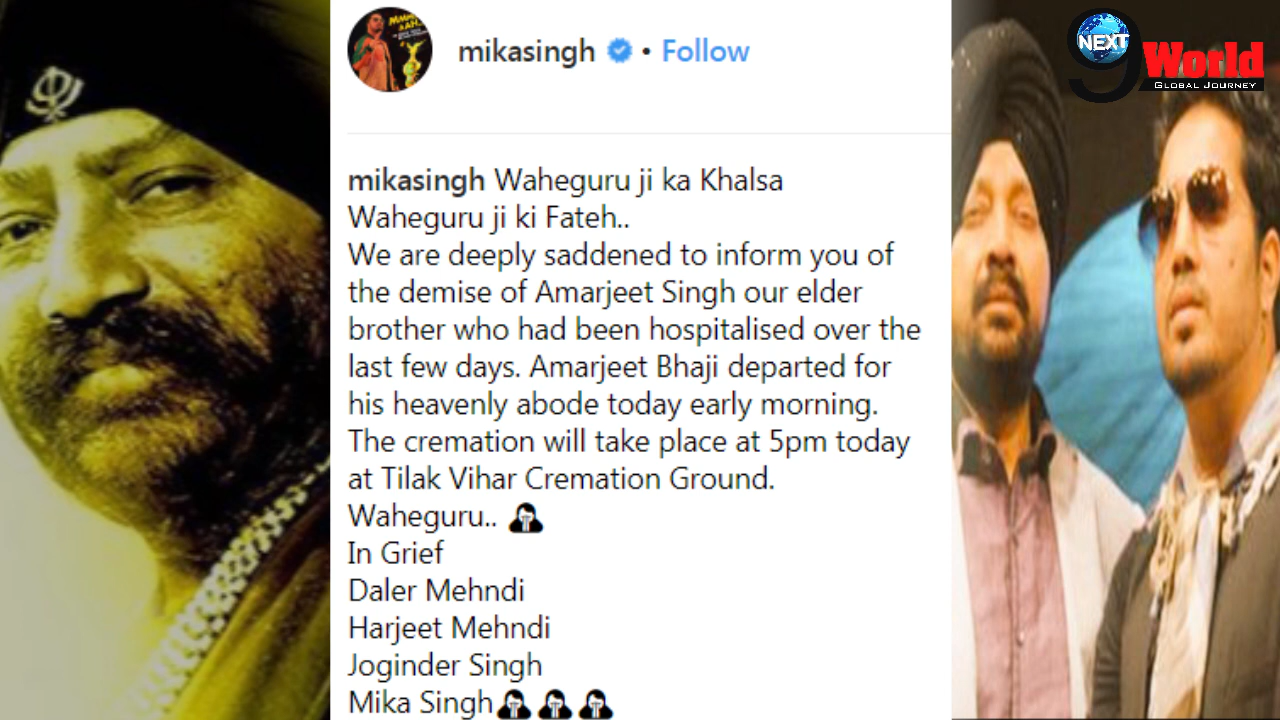 mikasingh • Follow
mikasingh Waheguru ji ka Khalsa
Waheguru ji ki Fateh..
We are deeply saddened to inform you of
the demise of Amarjeet Singh our elder
brother who had been hospitalised over the
last few days. Amarjeet Bhaji departed for
his heavenly abode today early morning.
The cremation will take place at 5pm today
at Tilak Vihar Cremation Ground.
Waheguru..
In Grief
Daler Mehndi
Harjeet Mehndi
Joginder Singh
Mika Singh
NEXT
9 World
GLOBAL JOURNEY